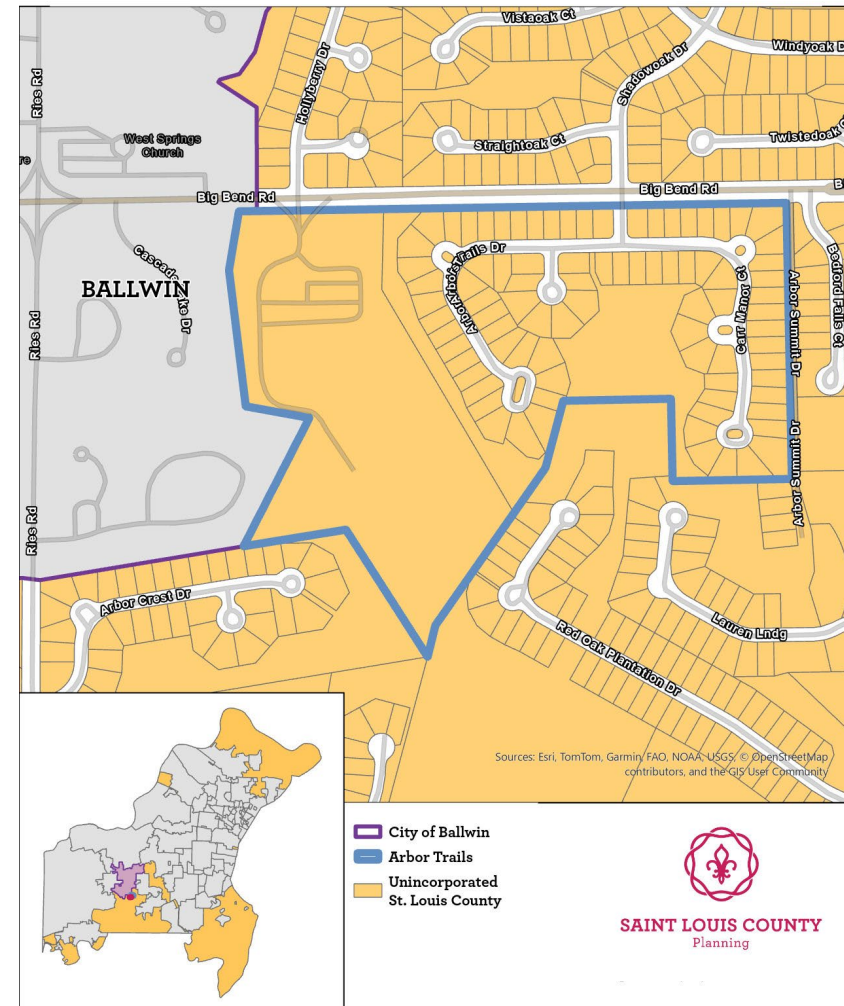 Vistaoak Ct
Windyoak D
Ries Rd
Hollyberry Dr
Shadowoak Dr
West Springs
Church
re
Straightoak Ct
Twistedoak C
Big Bend Rd
Big Bend Rd
B
Cascade
ke Dr
BALLWIN
Arbor
Trails Dr
Arbor
Carr Manor Ct
Arbor Summit Dr
Bedford Falls Ct
Ries Rd
Arbor Summit Dr
Ries Rd
Arbor Crest Dr
Lauren Lndg
Red Oak Plantation Dr
Sources: Esri, TomTom, Garmin, FAO, NOAA, USGS, © OpenStreetMap
contributors, and the GIS User Community
City of Ballwin
Arbor Trails
Unincorporated
St. Louis County
SAINT LOUIS COUNTY
Planning